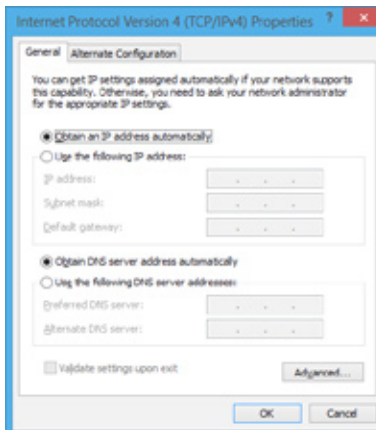 Internet Protocol Version 4 (TCP/IPv4) Properties ? ×
General Alternate Configuration
You can get IP settings assigned automatically if your network supports
this capability. Otherwise, you need to ask your network administrator
for the appropriate IP settings.
Obtain an IP address automatically
Use the following IP address:
IP address:
Subnet mask:
Default gateway:
Obtain DNS server address automatically
Use the following DNS server addresses:
Preferred DNS server:
Alternate DNS server:
Validate settings upon exit
Advanced...
OK Cancel